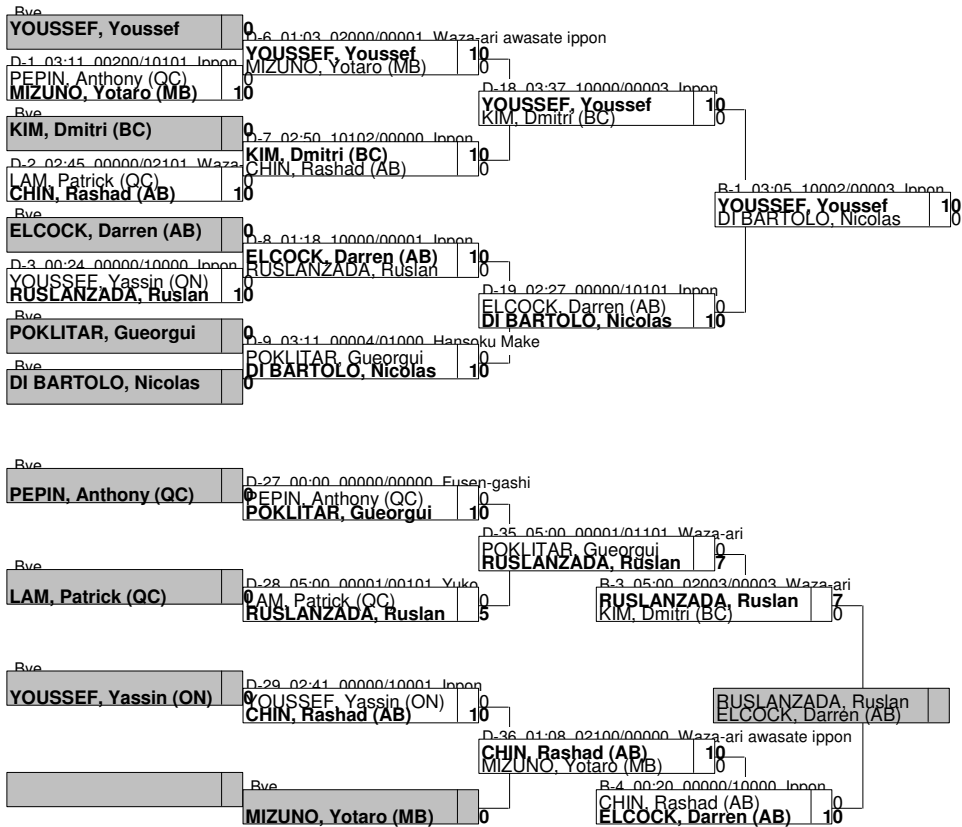 Bye
YOUSSEF, Youssef 0
D-6 01:03 02000/00001 Waza-ari awasate ippon
YOUSSEF, Youssef 10
MIZUNO, Yotaro (MB) 0
D-1 03:11 00200/10101 Ippon
PEPIN, Anthony (QC) 0
MIZUNO, Yotaro (MB) 10
D-18 03:37 10000/00003 Ippon
YOUSSEF, Youssef 10
KIM, Dmitri (BC) 0
Bye
KIM, Dmitri (BC) 0
D-7 02:50 10102/00000 Ippon
KIM, Dmitri (BC) 10
CHIN, Rashad (AB) 0
D-2 02:45 00000/02101 Waza-
LAM, Patrick (QC) 0
CHIN, Rashad (AB) 10
B-1 03:05 10002/00003 Ippon
YOUSSEF, Youssef 10
DI BARTOLO, Nicolas 0
Bye
ELCOCK, Darren (AB) 0
D-8 01:18 10000/00001 Ippon
ELCOCK, Darren (AB) 10
RUSLANZADA, Ruslan 0
D-3 00:24 00000/10000 Ippon
YOUSSEF, Yassin (ON) 0
RUSLANZADA, Ruslan 10
D-19 02:27 00000/10101 Ippon
ELCOCK, Darren (AB) 0
DI BARTOLO, Nicolas 10
Bye
POKLITAR, Gueorgui 0
D-9 03:11 00004/01000 Hansoku Make
POKLITAR, Gueorgui 0
DI BARTOLO, Nicolas 10
Bye
DI BARTOLO, Nicolas 0
Bye
PEPIN, Anthony (QC) 0
D-27 00:00 00000/00000 Fusen-gashi
PEPIN, Anthony (QC) 0
POKLITAR, Gueorgui 10
D-35 05:00 00001/01101 Waza-ari
POKLITAR, Gueorgui 0
RUSLANZADA, Ruslan 7
Bye
LAM, Patrick (QC) 0
D-28 05:00 00001/00101 Yuko
LAM, Patrick (QC) 0
RUSLANZADA, Ruslan 5
B-3 05:00 02003/00003 Waza-ari
RUSLANZADA, Ruslan 7
KIM, Dmitri (BC) 0
Bye
YOUSSEF, Yassin (ON) 0
D-29 02:41 00000/10001 Ippon
YOUSSEF, Yassin (ON) 0
CHIN, Rashad (AB) 10
RUSLANZADA, Ruslan
ELCOCK, Darren (AB)
D-36 01:08 02100/00000 Waza-ari awasate ippon
CHIN, Rashad (AB) 10
MIZUNO, Yotaro (MB) 0
Bye
MIZUNO, Yotaro (MB) 0
B-4 00:20 00000/10000 Ippon
CHIN, Rashad (AB) 0
ELCOCK, Darren (AB) 10